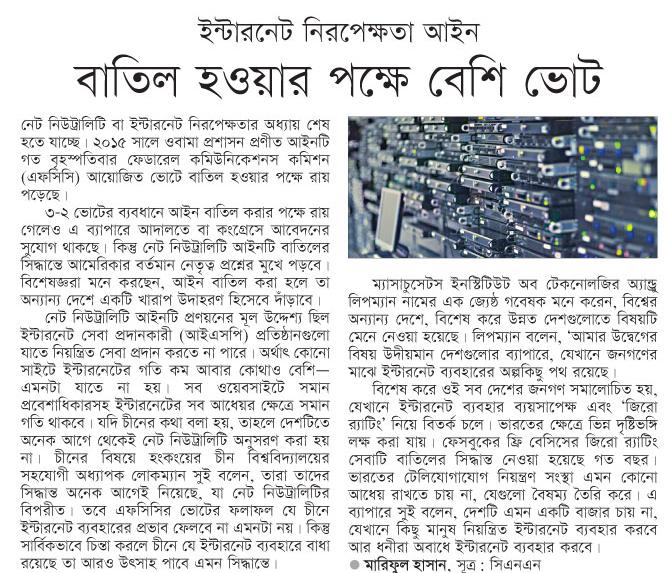 ইন্টারনেট নিরপেক্ষতা আইন
বাতিল হওয়ার পক্ষে বেশি ভোট
নেট নিউট্রালিটি বা ইন্টারনেট নিরপেক্ষতার অধ্যায় শেষ
হতে যাচ্ছে। ২০১৫ সালে ওবামা প্রশাসন প্রণীত আইনটি
গত বৃহস্পতিবার ফেডারেল কমিউনিকেশনস কমিশন
(এফসিসি) আয়োজিত ভোটে বাতিল হওয়ার পক্ষে রায়
পড়েছে।
৩-২ ভোটের ব্যবধানে আইন বাতিল করার পক্ষে রায়
গেলেও এ ব্যাপারে আদালতে বা কংগ্রেসে আবেদনের
সুযোগ থাকছে। কিন্তু নেট নিউট্রালিটি আইনটি বাতিলের
সিদ্ধান্তে আমেরিকার বর্তমান নেতৃত্ব প্রশ্নের মুখে পড়বে।
বিশেষজ্ঞরা মনে করছেন, আইন বাতিল করা হলে তা
অন্যান্য দেশে একটি খারাপ উদাহরণ হিসেবে দাঁড়াবে।
নেট নিউট্রালিটি আইনটি প্রণয়নের মূল উদ্দেশ্য ছিল
ইন্টারনেট সেবা প্রদানকারী (আইএসপি) প্রতিষ্ঠানগুলো
যাতে নিয়ন্ত্রিত সেবা প্রদান করতে না পারে। অর্থাৎ কোনো
সাইটে ইন্টারনেটের গতি কম আবার কোথাও বেশি—
এমনটা যাতে না হয়। সব ওয়েবসাইটে সমান
প্রবেশাধিকারসহ ইন্টারনেটের সব আধেয়র ক্ষেত্রে সমান
গতি থাকবে। যদি চীনের কথা বলা হয়, তাহলে দেশটিতে
অনেক আগে থেকেই নেট নিউট্রালিটি অনুসরণ করা হয়
না। চীনের বিষয়ে হংকংয়ের চীন বিশ্ববিদ্যালয়ের
সহযোগী অধ্যাপক লোকম্যান সুই বলেন, তারা তাদের
সিদ্ধান্ত অনেক আগেই নিয়েছে, যা নেট নিউট্রালিটির
বিপরীত। তবে এফসিসির ভোটের ফলাফল যে চীনে
ইন্টারনেট ব্যবহারের প্রভাব ফেলবে না এমনটা নয়। কিন্তু
সার্বিকভাবে চিন্তা করলে চীনে যে ইন্টারনেট ব্যবহারে বাধা
রয়েছে তা আরও উৎসাহ পাবে এমন সিদ্ধান্তে।
ম্যাসাচুসেটস ইনস্টিটিউট অব টেকনোলজির অ্যান্ড্রু
লিপম্যান নামের এক জ্যেষ্ঠ গবেষক মনে করেন, বিশ্বের
অন্যান্য দেশে, বিশেষ করে উন্নত দেশগুলোতে বিষয়টি
মেনে নেওয়া হয়েছে। লিপম্যান বলেন, ‘আমার উদ্বেগের
বিষয় উদীয়মান দেশগুলোর ব্যাপারে, যেখানে জনগণের
মাঝে ইন্টারনেট ব্যবহারের অল্পকিছু পথ রয়েছে।
বিশেষ করে ওই সব দেশের জনগণ সমালোচিত হয়,
যেখানে ইন্টারনেট ব্যবহার ব্যয়সাপেক্ষ এবং ‘জিরো
র‍্যাটিং’ নিয়ে বিতর্ক চলে। ভারতের ক্ষেত্রে ভিন্ন দৃষ্টিভঙ্গি
লক্ষ করা যায়। ফেসবুকের ফ্রি বেসিসের জিরো র‍্যাটিং
সেবাটি বাতিলের সিদ্ধান্ত নেওয়া হয়েছে গত বছর।
ভারতের টেলিযোগাযোগ নিয়ন্ত্রণ সংস্থা এমন কোনো
আধেয় রাখতে চায় না, যেগুলো বৈষম্য তৈরি করে। এ
ব্যাপারে সুই বলেন, দেশটি এমন একটি বাজার চায় না,
যেখানে কিছু মানুষ নিয়ন্ত্রিত ইন্টারনেট ব্যবহার করবে
আর ধনীরা অবাধে ইন্টারনেট ব্যবহার করবে।
● মারিফুল হাসান, সূত্র : সিএনএন